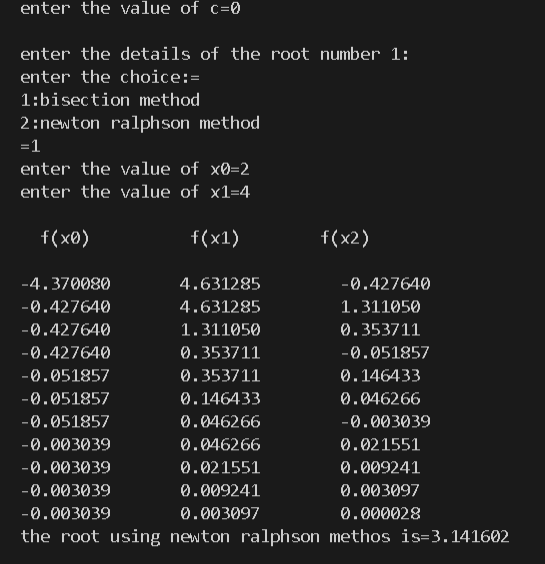 enter the value of c=0
enter the details of the root number 1:
enter the choice:=
1:bisection method
2:newton ralphson method
=1
enter the value of x0=2
enter the value of x1=4
f(x0) f(x1) f(x2)
-4.370080 4.631285 -0.427640
-0.427640 4.631285 1.311050
-0.427640 1.311050 0.353711
-0.427640 0.353711 -0.051857
-0.051857 0.353711 0.146433
-0.051857 0.146433 0.046266
-0.051857 0.046266 -0.003039
-0.003039 0.046266 0.021551
-0.003039 0.021551 0.009241
-0.003039 0.009241 0.003097
-0.003039 0.003097 0.000028
the root using newton ralphson methos is=3.141602